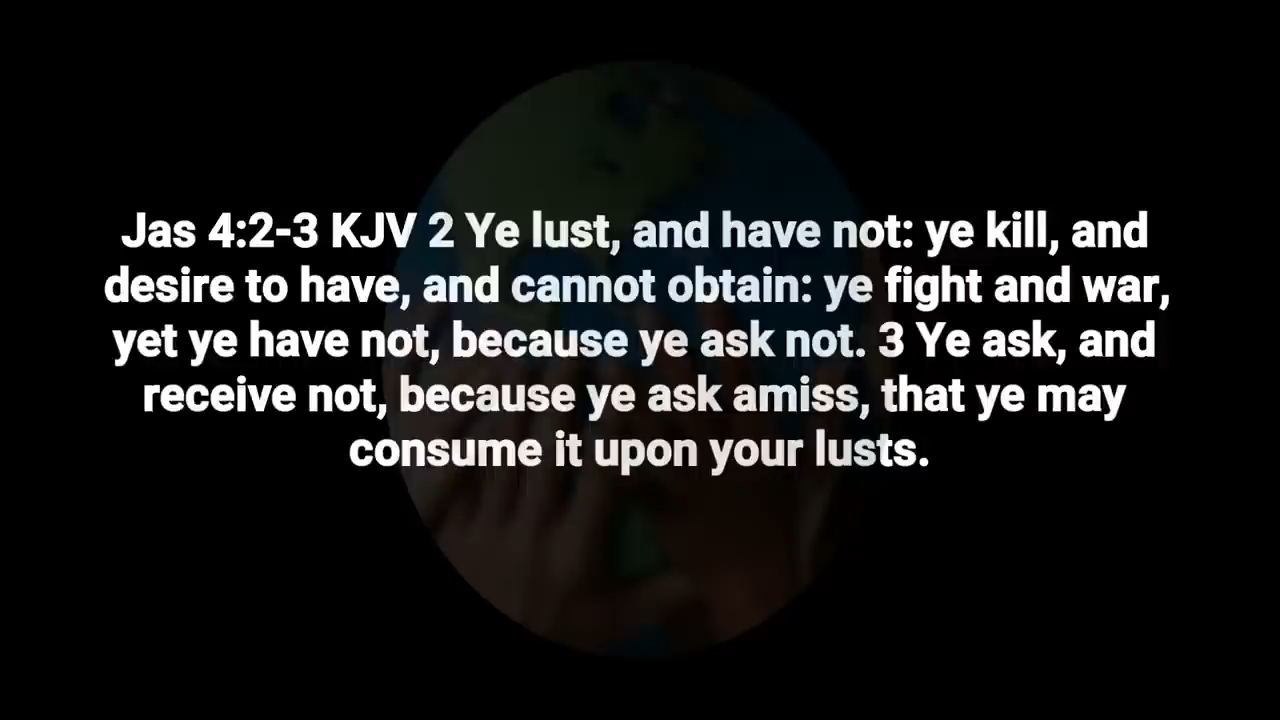 Jas 4:2-3 KJV 2 Ye lust, and have not: ye kill, and
desire to have, and cannot obtain: ye fight and war,
yet ye have not, because ye ask not. 3 Ye ask, and
receive not, because ye ask amiss, that ye may
consume it upon your lusts.